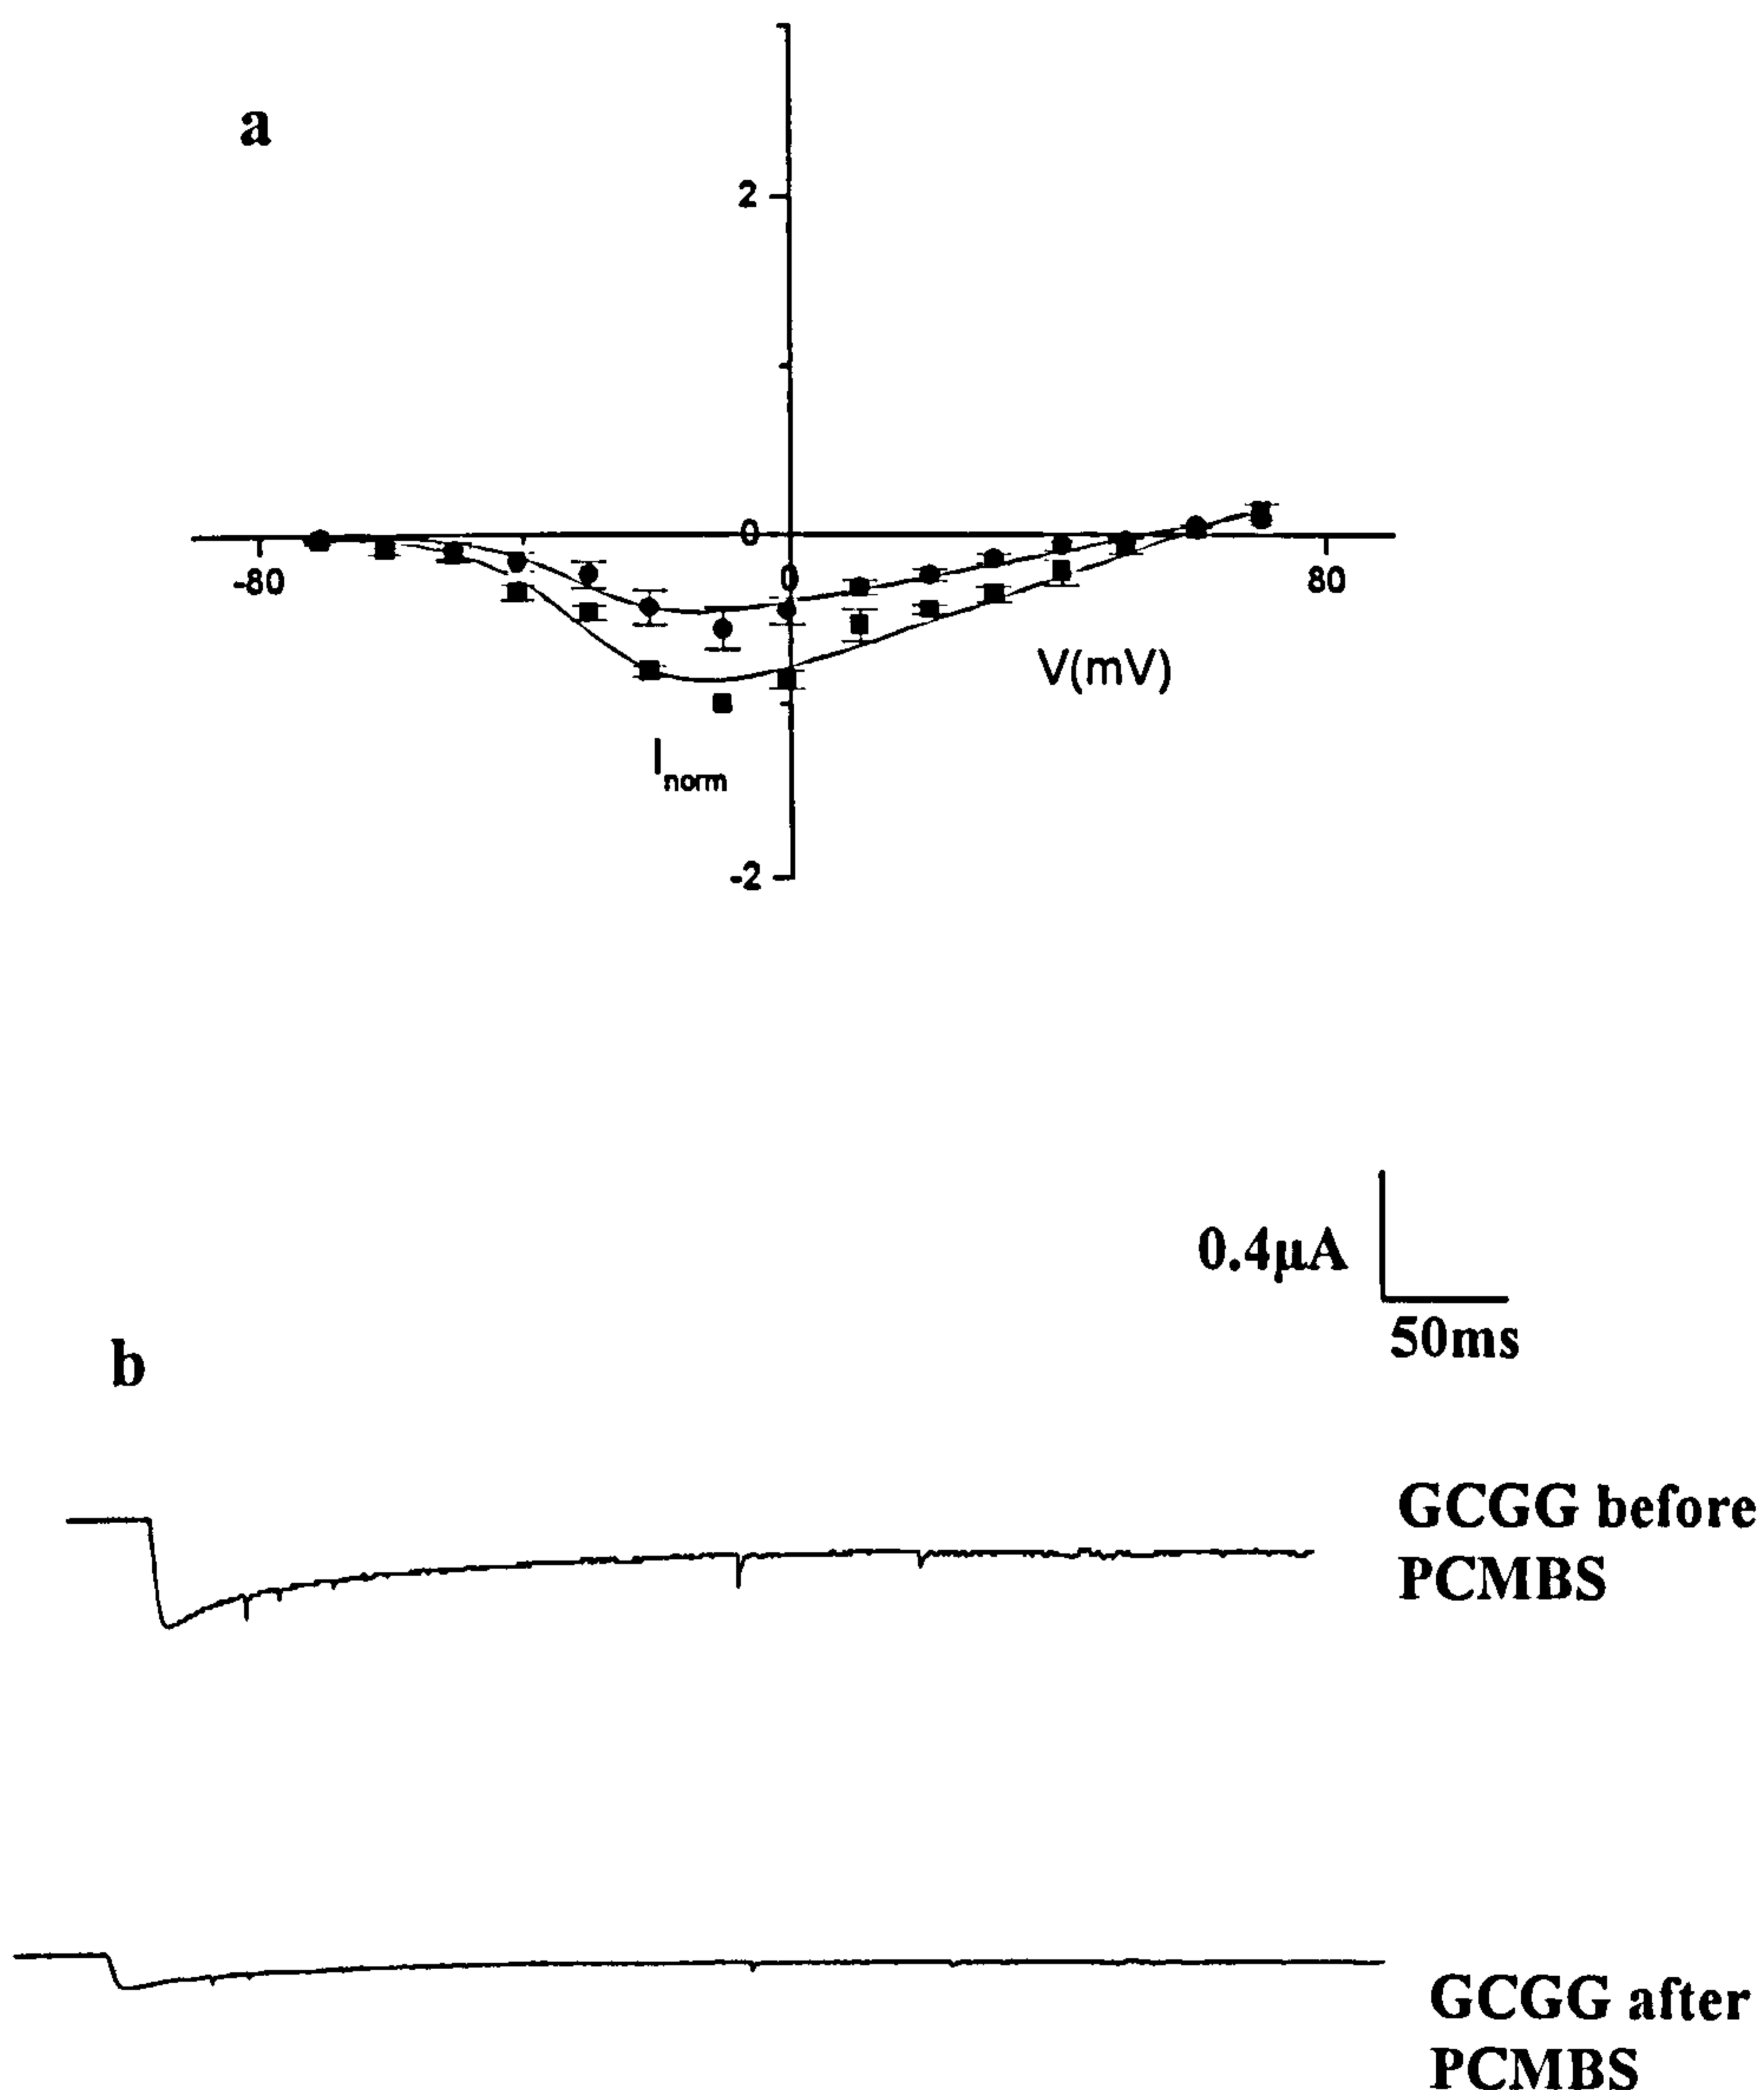 a
2
0
-80
0
80
V(mV)
I norm
-2
0.4µA
50ms
b
GCGG before
PCMBS
GCGG after
PCMBS